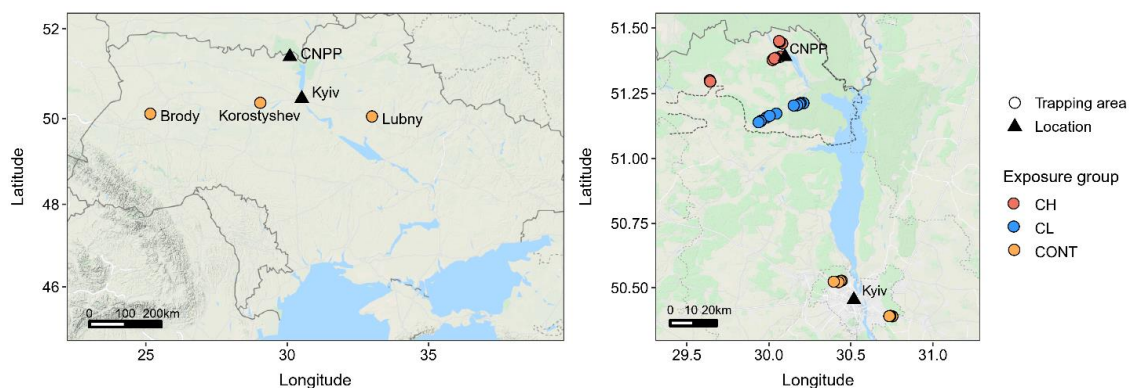 52
50
48
46
Latitude
CNPP
Kyiv
Brody
Korostyshev
Lubny
0 100 200km
25 30 35
Longitude
51.50
51.25
51.00
50.75
50.50
Latitude
CNPP
Kyiv
0 10 20km
29.5 30.0 30.5 31.0
Longitude
Trapping area
Location
Exposure group
CH
CL
CONT